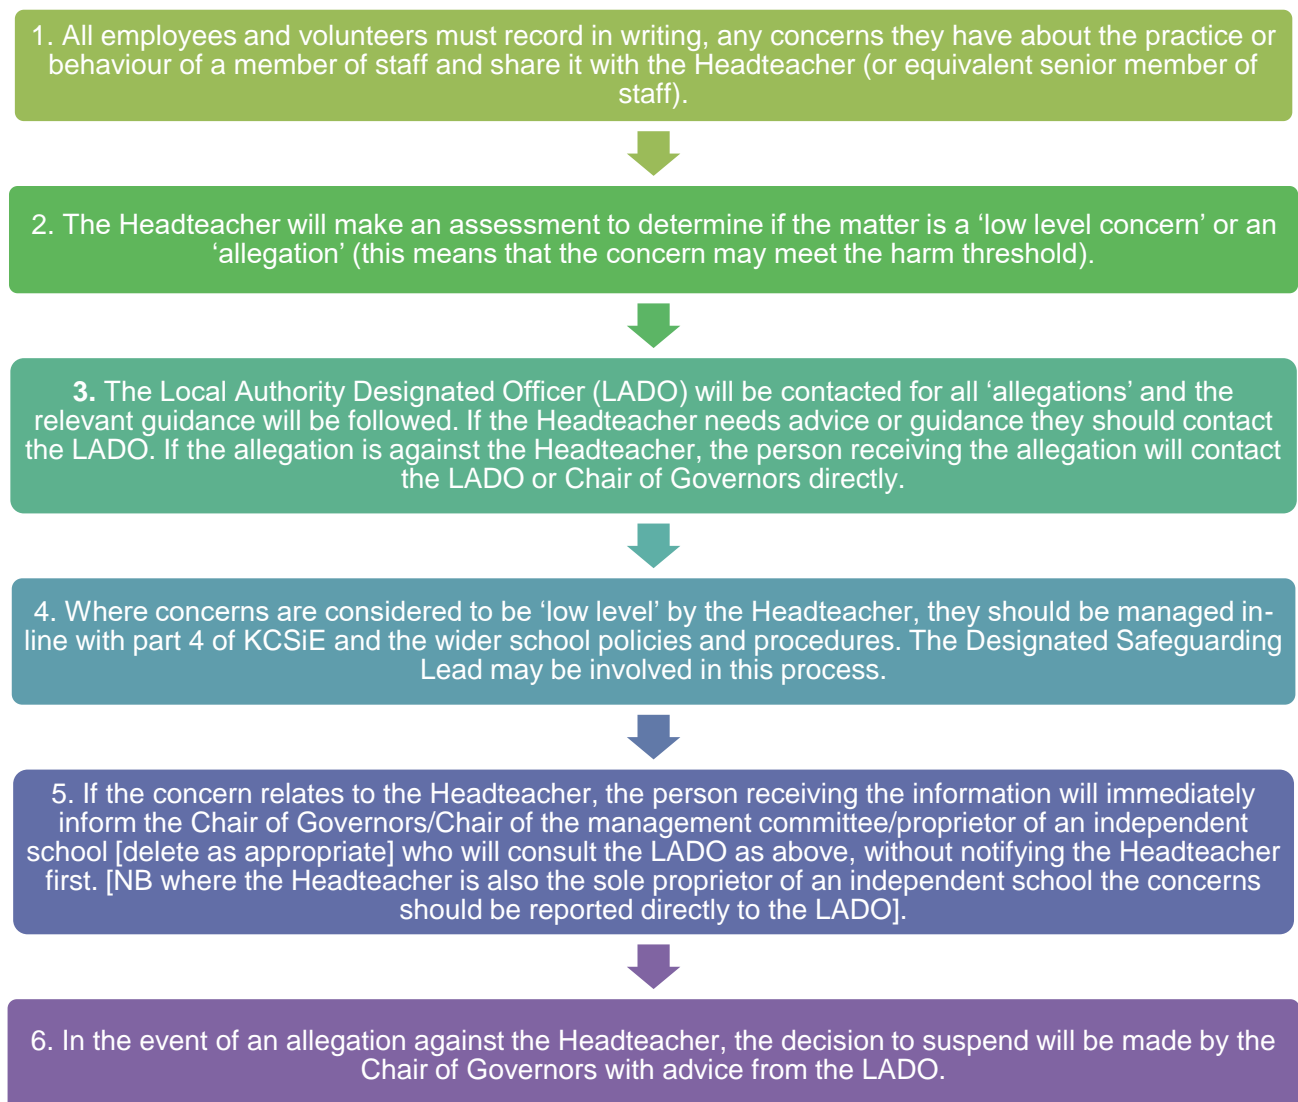 1. All employees and volunteers must record in writing, any concerns they have about the practice or
behaviour of a member of staff and share it with the Headteacher (or equivalent senior member of
staff).
2. The Headteacher will make an assessment to determine if the matter is a ‘low level concern’ or an
‘allegation’ (this means that the concern may meet the harm threshold).
3. The Local Authority Designated Officer (LADO) will be contacted for all ‘allegations’ and the
relevant guidance will be followed. If the Headteacher needs advice or guidance they should contact
the LADO. If the allegation is against the Headteacher, the person receiving the allegation will contact
the LADO or Chair of Governors directly.
4. Where concerns are considered to be ‘low level’ by the Headteacher, they should be managed in-
line with part 4 of KCSiE and the wider school policies and procedures. The Designated Safeguarding
Lead may be involved in this process.
5. If the concern relates to the Headteacher, the person receiving the information will immediately
inform the Chair of Governors/Chair of the management committee/proprietor of an independent
school [delete as appropriate] who will consult the LADO as above, without notifying the Headteacher
first. [NB where the Headteacher is also the sole proprietor of an independent school the concerns
should be reported directly to the LADO].
6. In the event of an allegation against the Headteacher, the decision to suspend will be made by the
Chair of Governors with advice from the LADO.